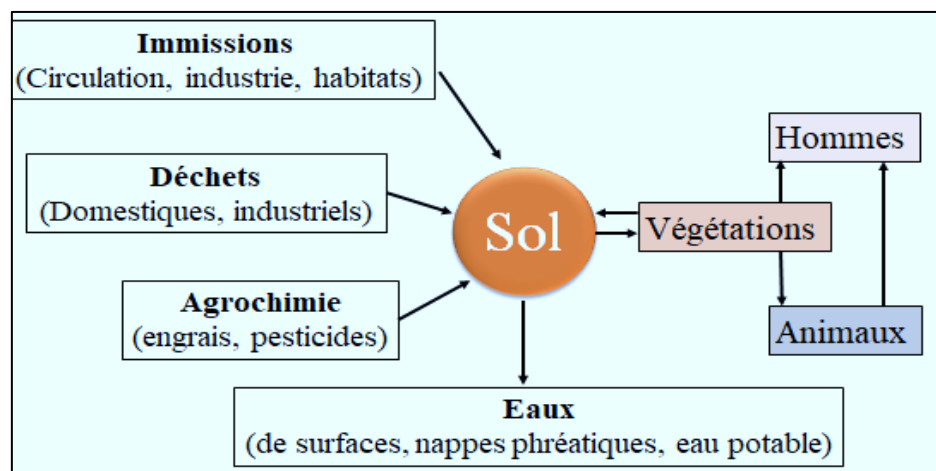 Immissions
(Circulation, industrie, habitats)
Déchets
(Domestiques, industriels)
Agrochimie
(engrais, pesticides)
Sol
Hommes
Végétations
Animaux
Eaux
(de surfaces, nappes phréatiques, eau potable)